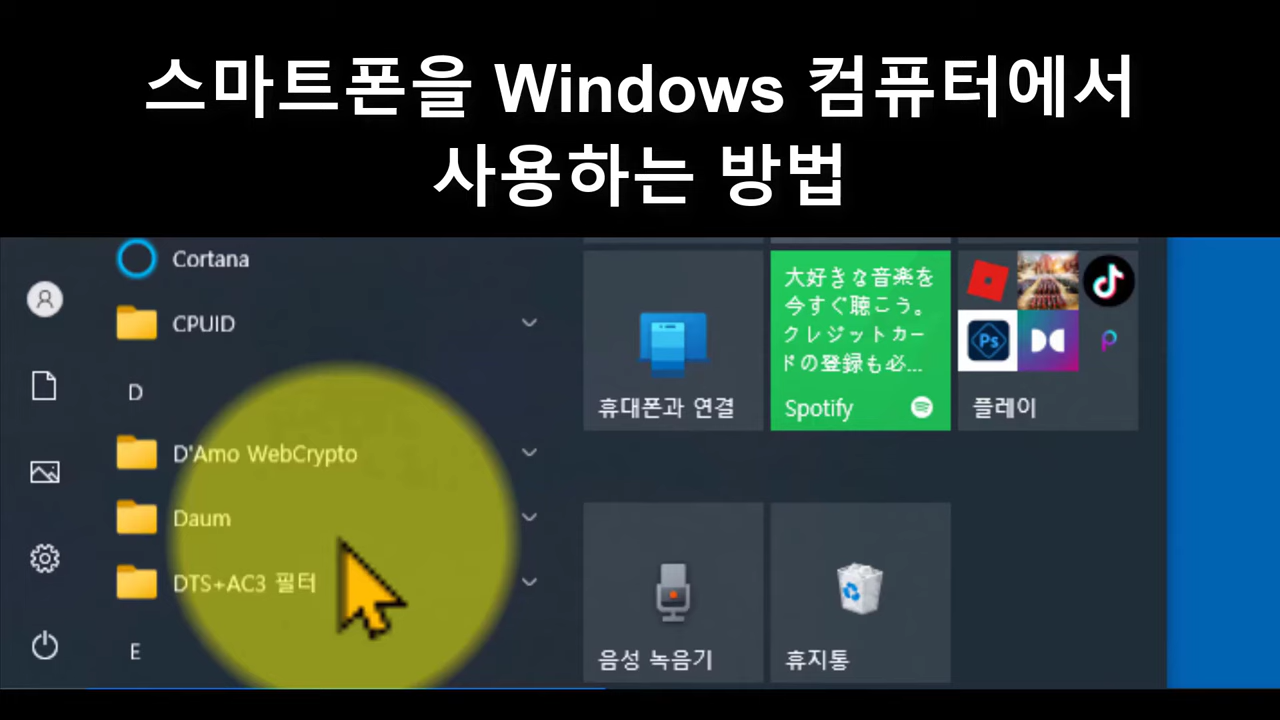 스마트폰을 Windows 컴퓨터에서
사용하는 방법
Cortana
CPUID
D
D'Amo WebCrypto
Daum
DTS+AC3 필터
E
휴대폰과 연결
大好きな音楽を
今すぐ聴こう。
クレジットカー
ドの登録も必...
Spotify
Ps
플레이
음성 녹음기
휴지통